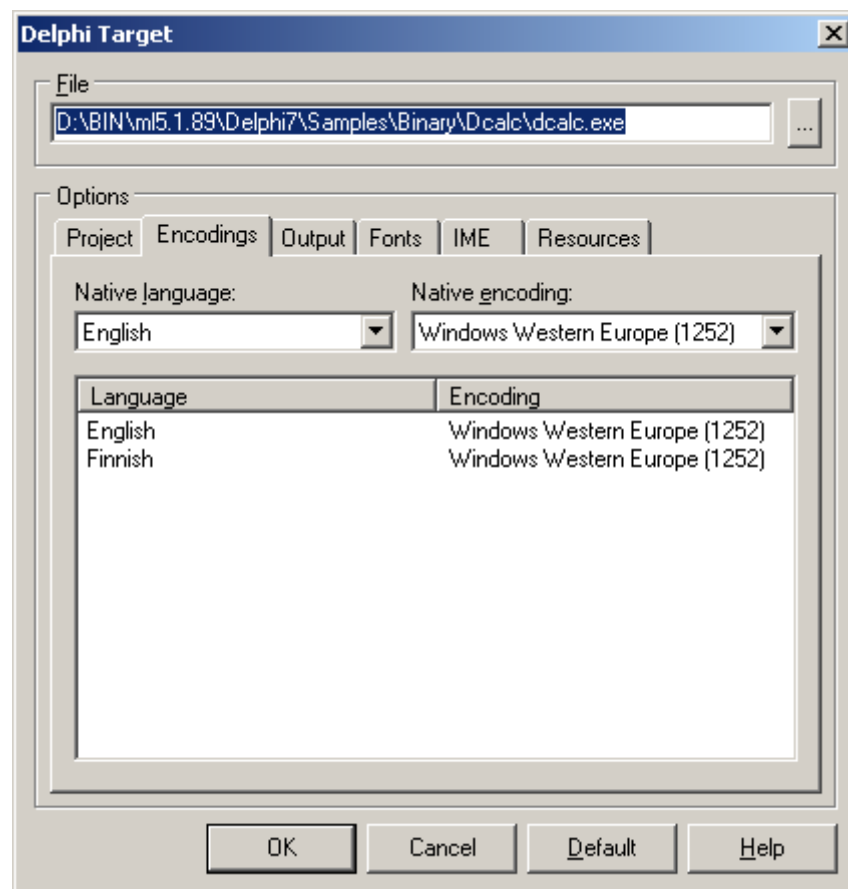 Delphi Target
File
D:\BIN\ml5.1.89\Delphi7\Samples\Binary\Dcalc\dcalc.exe
...
Options
Project Encodings Output Fonts IME Resources
Native language: Native encoding:
English Windows Western Europe (1252)
Language Encoding
English Windows Western Europe (1252)
Finnish Windows Western Europe (1252)
OK Cancel Default Help